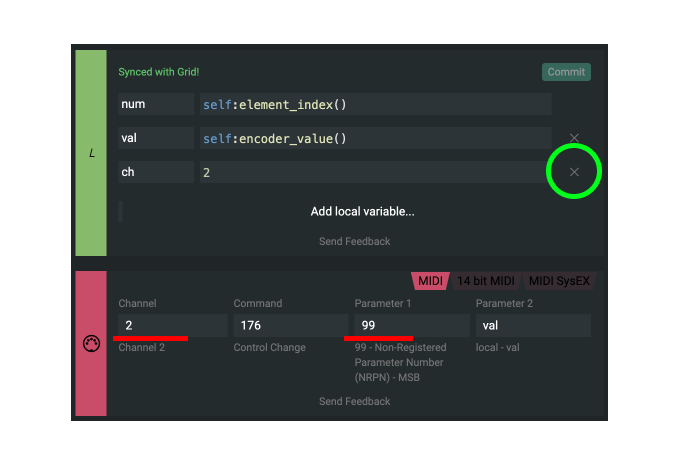 Synced with Grid!
Commit
num
self:element_index()
val
self:encoder_value()
ch
2
Add local variable...
Send Feedback
L
MIDI
14 bit MIDI
MIDI SysEX
Channel
Command
Parameter 1
Parameter 2
2
176
99
val
Channel 2
Control Change
99 - Non-Registered
Parameter Number
(NRPN) - MSB
local - val
Send Feedback